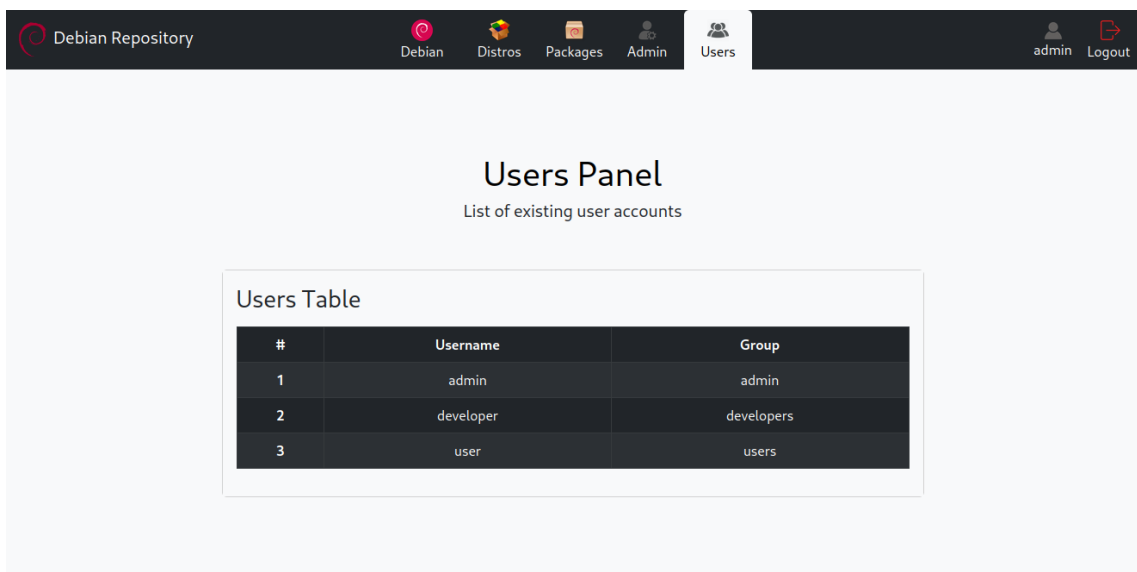 Debian Repository
Debian Distros Packages Admin Users
admin Logout
Users Panel
List of existing user accounts
Users Table
# Username Group
1 admin admin
2 developer developers
3 user users